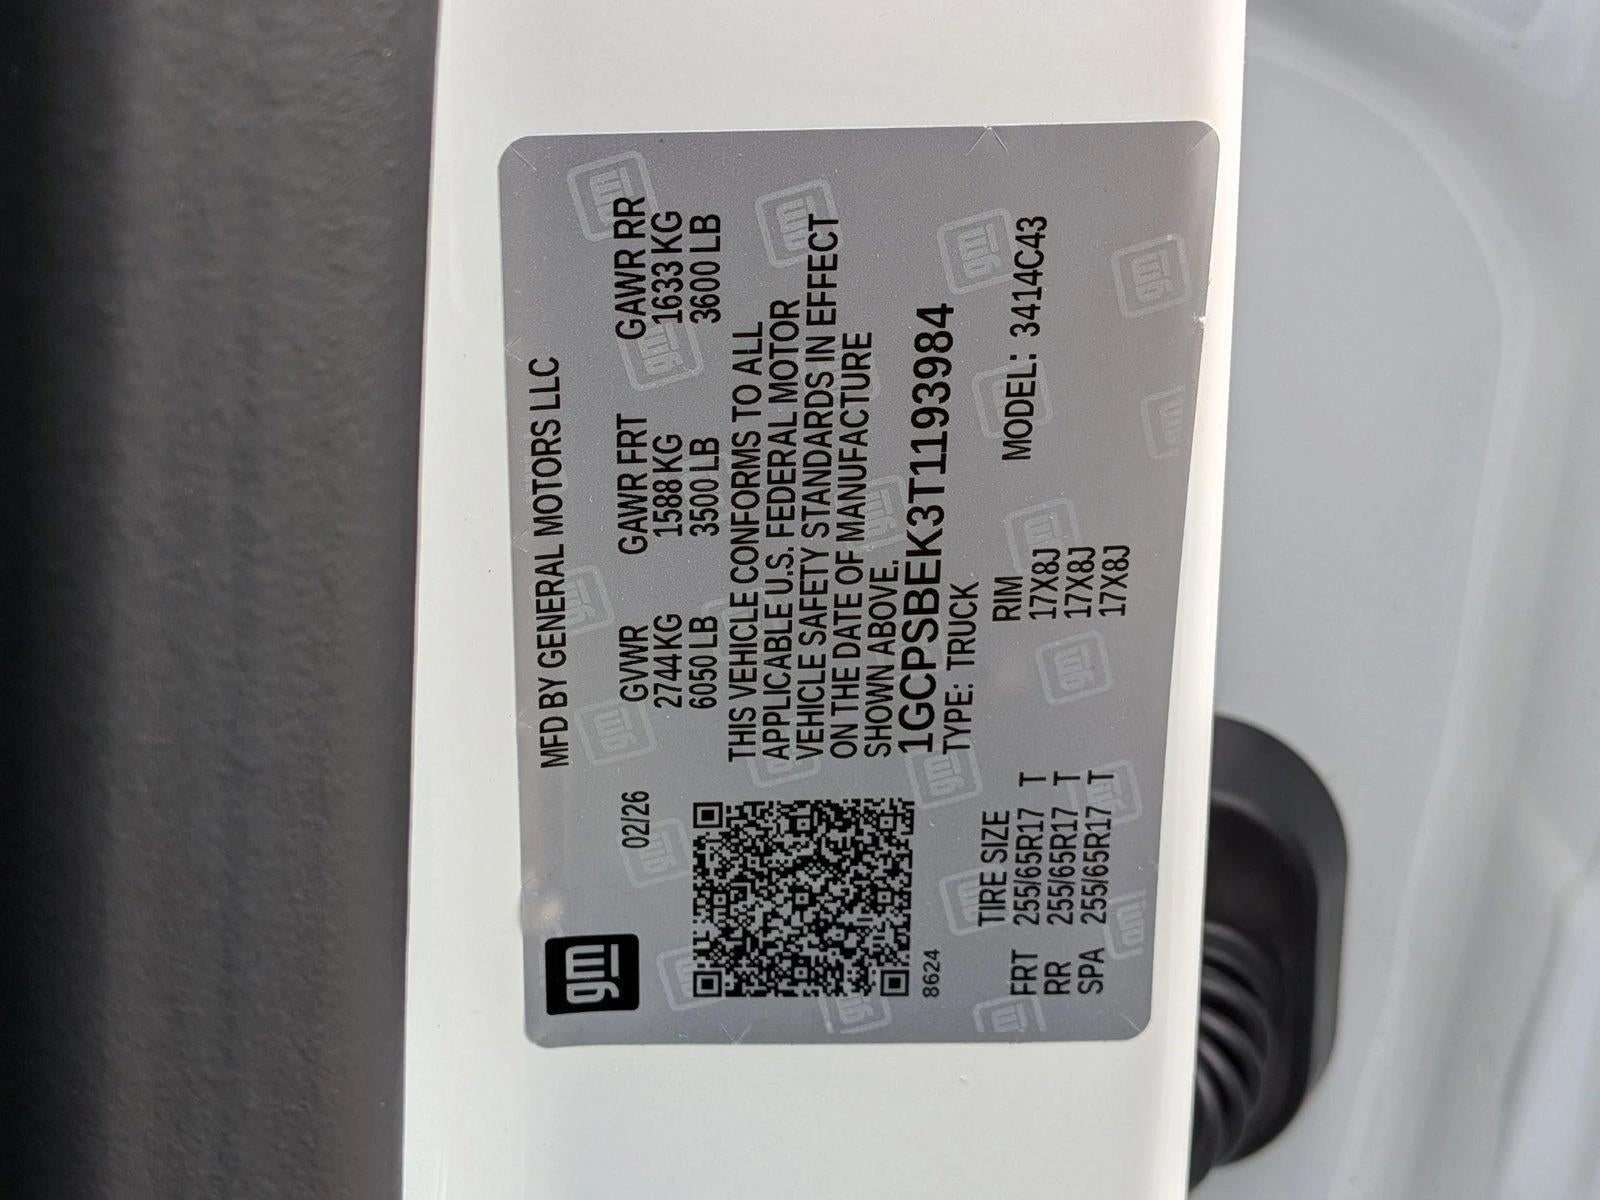 gm
MFD BY GENERAL MOTORS LLC
02/26
GVWR GAWR FRT GAWR RR
2744KG 1588 KG 1633 KG
6050 LB 3500 LB 3600 LB
THIS VEHICLE CONFORMS TO ALL
APPLICABLE U.S. FEDERAL MOTOR
VEHICLE SAFETY STANDARDS IN EFFECT
ON THE DATE OF MANUFACTURE
SHOWN ABOVE.
1GCPSBEK3T1193984
TYPE: TRUCK
8624
MODEL: 3414C43
TIRE SIZE RIM
FRT 255/65R17 T 17X8J
RR 255/65R17 T 17X8J
SPA 255/65R17 T 17X8J